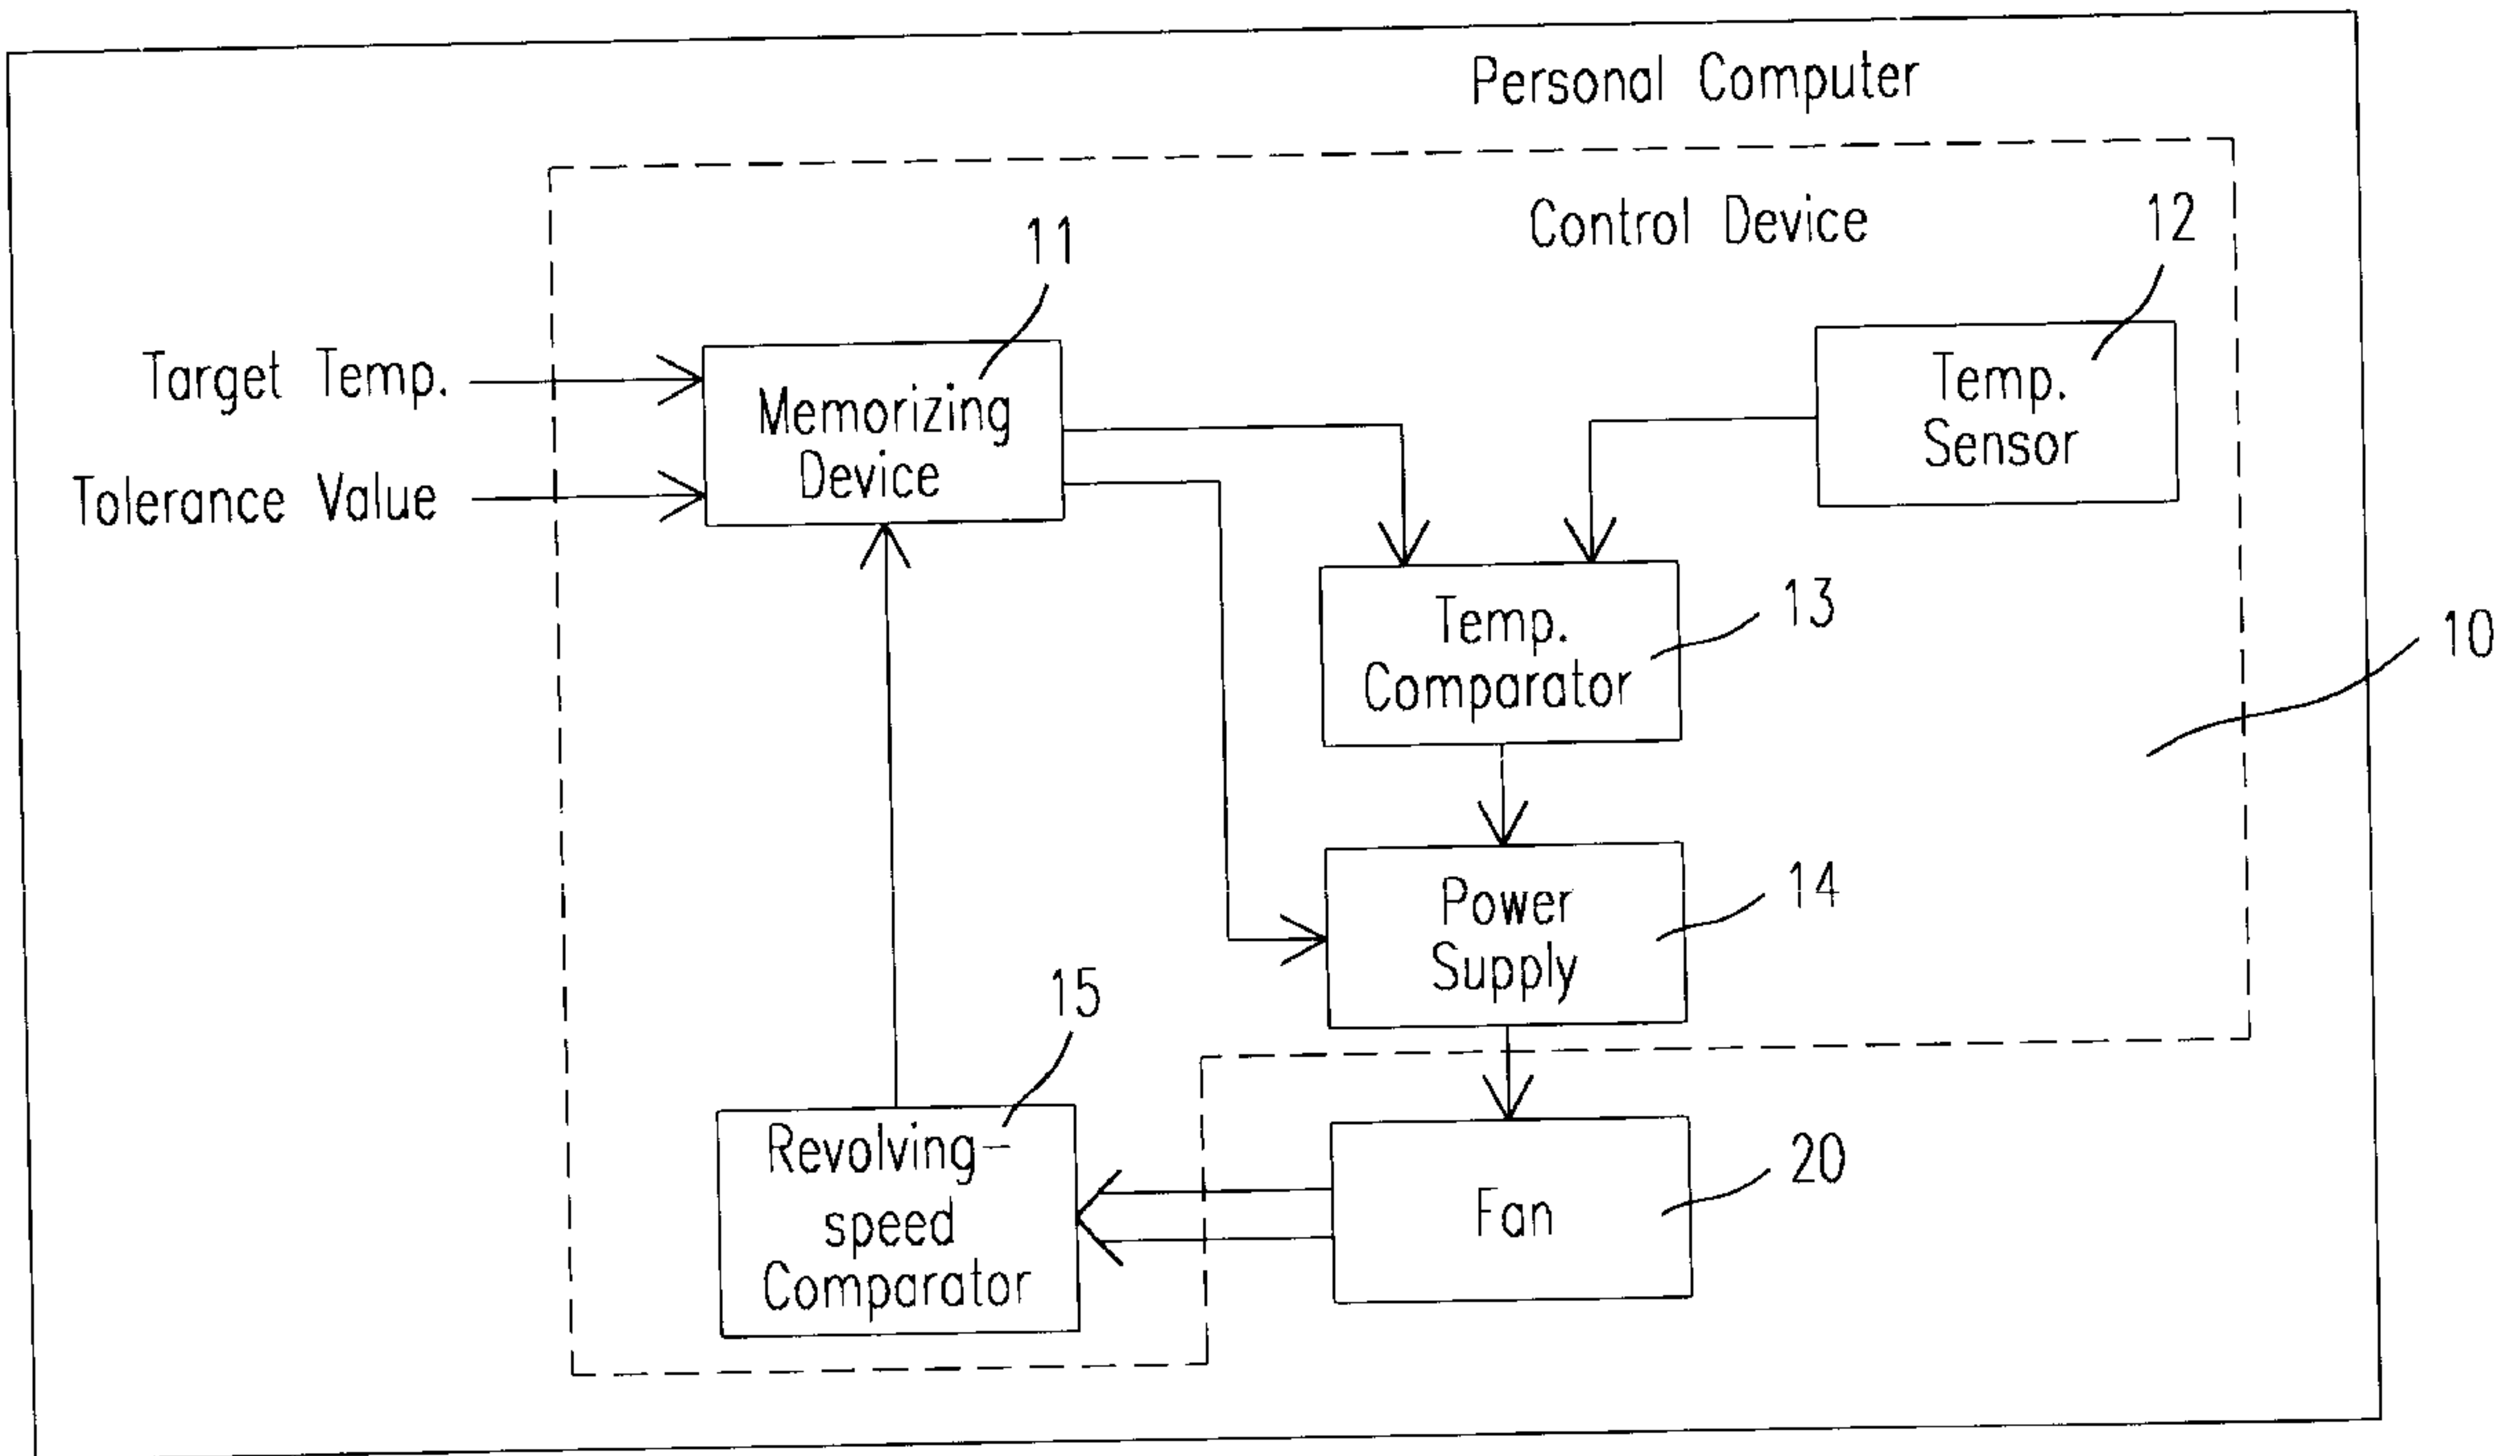 Personal Computer
Control Device
12
11
Target Temp.
Memorizing
Device
Temp.
Sensor
Tolerance Value
13
10
Temp.
Comparator
14
Power
Supply
15
Revolving-
speed
Comparator
20
Fan